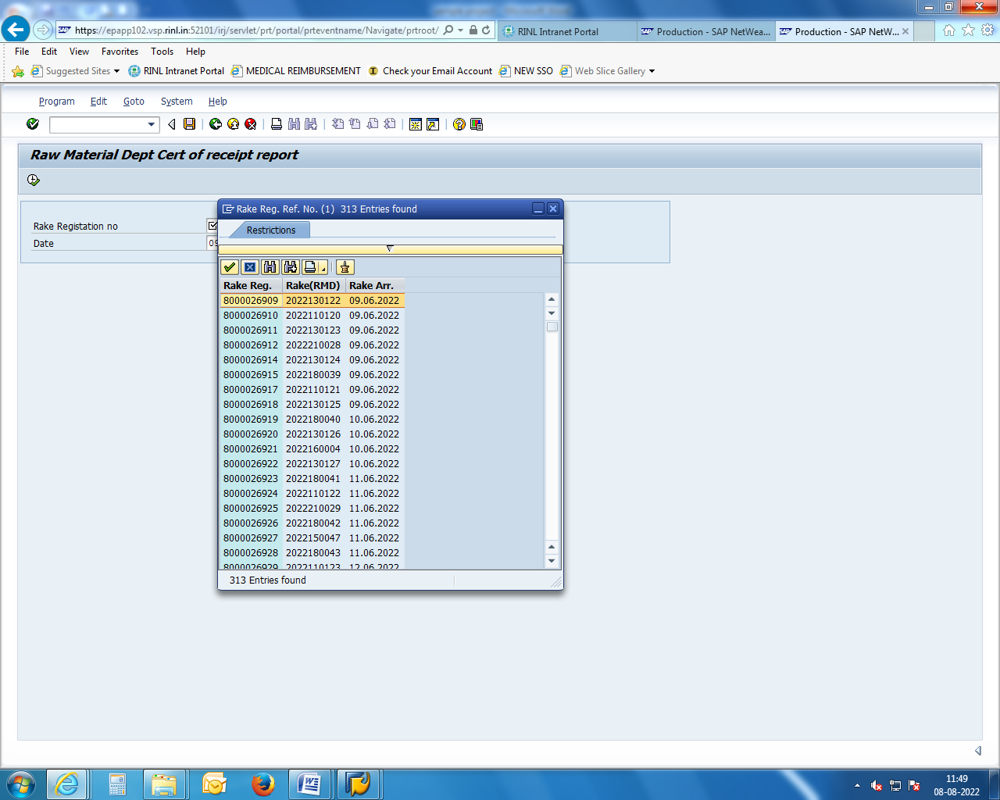 https://epapp102.vsp.rinl.in:52101/irj/servlet/prt/portal/prteventname/Navigate/prtroot/
RINL Intranet Portal
Production - SAP NetWea...
Production - SAP NetW...
File Edit View Favorites Tools Help
Suggested Sites RINL Intranet Portal MEDICAL REIMBURSEMENT Check your Email Account NEW SSO Web Slice Gallery
Program Edit Goto System Help
Raw Material Dept Cert of receipt report
Rake Registation no
Date
Rake Reg. Ref. No. (1) 313 Entries found
Restrictions
Rake Reg. Rake(RMD) Rake Arr.
8000026909 2022130122 09.06.2022
8000026910 2022110120 09.06.2022
8000026911 2022130123 09.06.2022
8000026912 2022210028 09.06.2022
8000026914 2022130124 09.06.2022
8000026915 2022180039 09.06.2022
8000026917 2022110121 09.06.2022
8000026918 2022130125 09.06.2022
8000026919 2022180040 10.06.2022
8000026920 2022130126 10.06.2022
8000026921 2022160004 10.06.2022
8000026922 2022130127 10.06.2022
8000026923 2022180041 11.06.2022
8000026924 2022110122 11.06.2022
8000026925 2022210029 11.06.2022
8000026926 2022180042 11.06.2022
8000026927 2022150047 11.06.2022
8000026928 2022180043 11.06.2022
8000026929 2022110123 12.06.2022
313 Entries found
11:49
08-08-2022